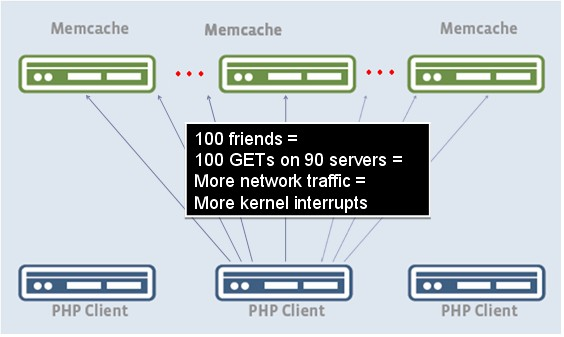 Memcache
Memcache
Memcache
100 friends =
100 GETs on 90 servers =
More network traffic =
More kernel interrupts
PHP Client
PHP Client
PHP Client